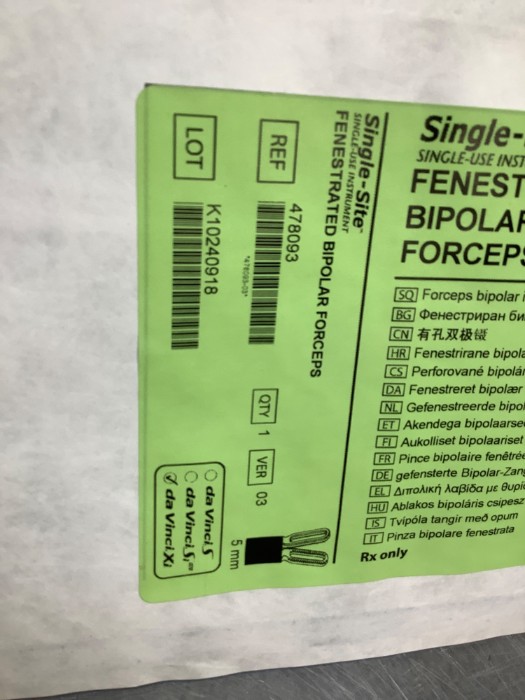 Single-Site™
SINGLE-USE INSTRUMENT
FENESTRATED BIPOLAR FORCEPS
REF
478093
*478093-03*
LOT
K10240918
QTY 1
VER 03
da Vinci S
da Vinci Si
da Vinci Xi
5 mm
Single-
SINGLE-USE INST
FENEST
BIPOLAR
FORCEPS
SQ Forceps bipolar
BG Фенестриран би
CN 有孔双极镊
HR Fenestrirane bipola
CS Perforované bipolár
DA Fenestreret bipolær
NL Gefenestreerde bipol
ET Akendega bipolaarse
FI Aukolliset bipolaariset
FR Pince bipolaire fenêtrée
DE gefensterte Bipolar-Zang
EL Διπολική λαβίδα με θυρί
HU Ablakos bipoláris csipesz
IS Tvípóla tangir með opum
IT Pinza bipolare fenestrata
Rx only